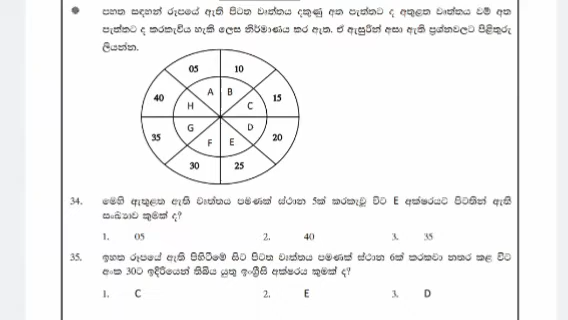 පහත සඳහන් රූපයේ ඇති පිටත වෘත්තය දකුණු අත පැත්තට ද අතුළත වෘත්තය වම් අත
පැත්තට ද කරකැවිය හැකි ලෙස නිර්මාණය කර ඇත. ඒ ඇසුරින් අසා ඇති ප්‍රශ්නවලට පිළිතුරු
ලියන්න.
05 10
40 A B 15
H C
G D
35 F E 20
30 25
34. මෙහි ඇතුළත ඇති වෘත්තය පමණක් ස්ථාන 5ක් කරකැවූ විට E අක්ෂරයට පිටතින් ඇති
සංඛ්‍යාව කුමක් ද?
1. 05 2. 40 3. 35
35. ඉහත රූපයේ ඇති පිහිටීමේ සිට පිටත වෘත්තය පමණක් ස්ථාන 6ක් කරකවා නතර කළ විට
අංක 30ට ඉදිරියෙන් තිබිය යුතු ඉංග්‍රීසි අක්ෂරය කුමක් ද?
1. C 2. E 3. D